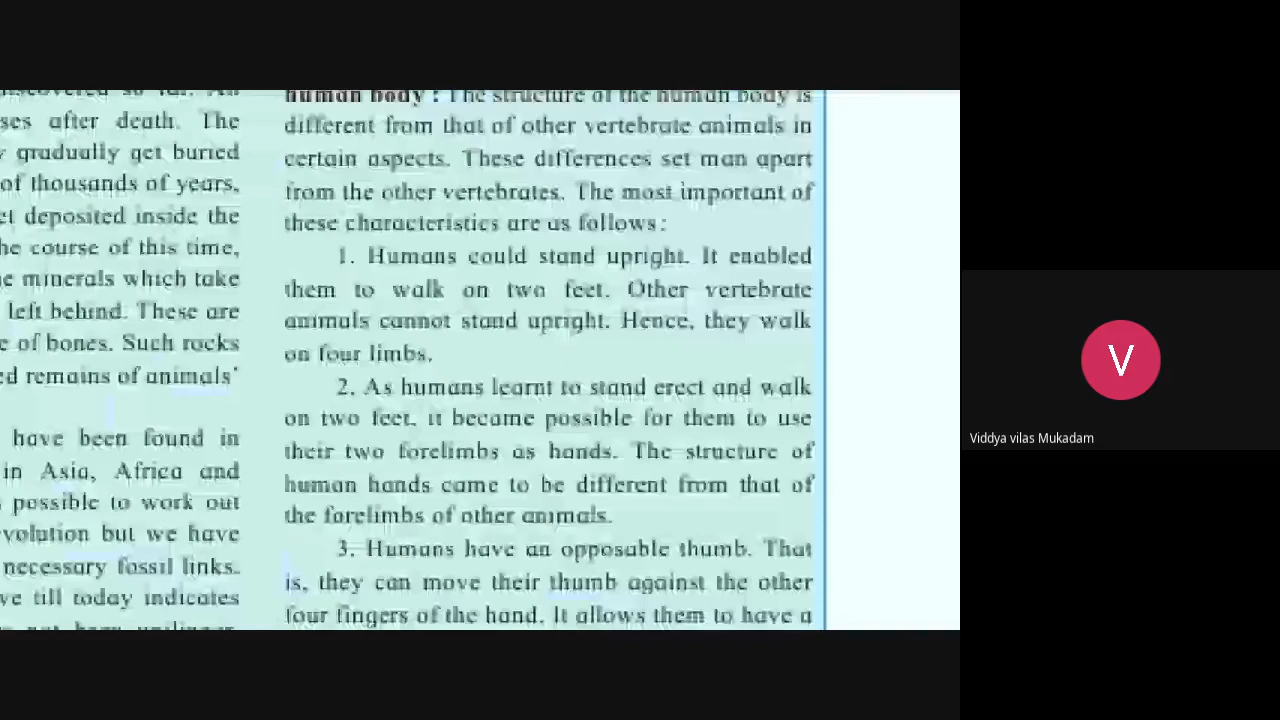 ses after death. The
gradually get buried
of thousands of years,
deposited inside the
he course of this time,
e minerals which take
left behind. These are
e of bones. Such rocks
ed remains of animals'
have been found in
in Asia, Africa and
possible to work out
volution but we have
necessary fossil links.
ve till today indicates
human body : The structure of the human body is
different from that of other vertebrate animals in
certain aspects. These differences set man apart
from the other vertebrates. The most important of
these characteristics are as follows:
1. Humans could stand upright. It enabled
them to walk on two feet. Other vertebrate
animals cannot stand upright. Hence, they walk
on four limbs.
2. As humans learnt to stand erect and walk
on two feet, it became possible for them to use
their two forelimbs as hands. The structure of
human hands came to be different from that of
the forelimbs of other animals.
3. Humans have an opposable thumb. That
is, they can move their thumb against the other
four fingers of the hand. It allows them to have a
V
Viddya vilas Mukadam